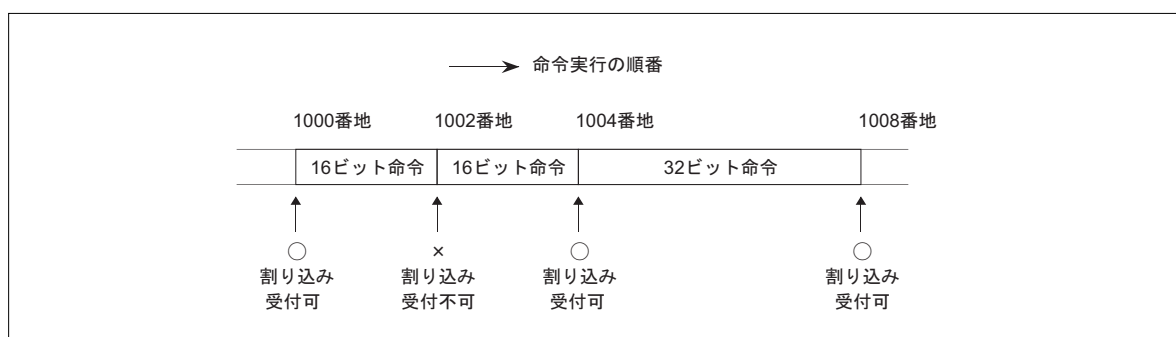 命令実行の順番
1000番地 1002番地 1004番地 1008番地
16ビット命令 16ビット命令 32ビット命令
○ × ○ ○
割り込み 割り込み 割り込み 割り込み
受付可 受付不可 受付可 受付可